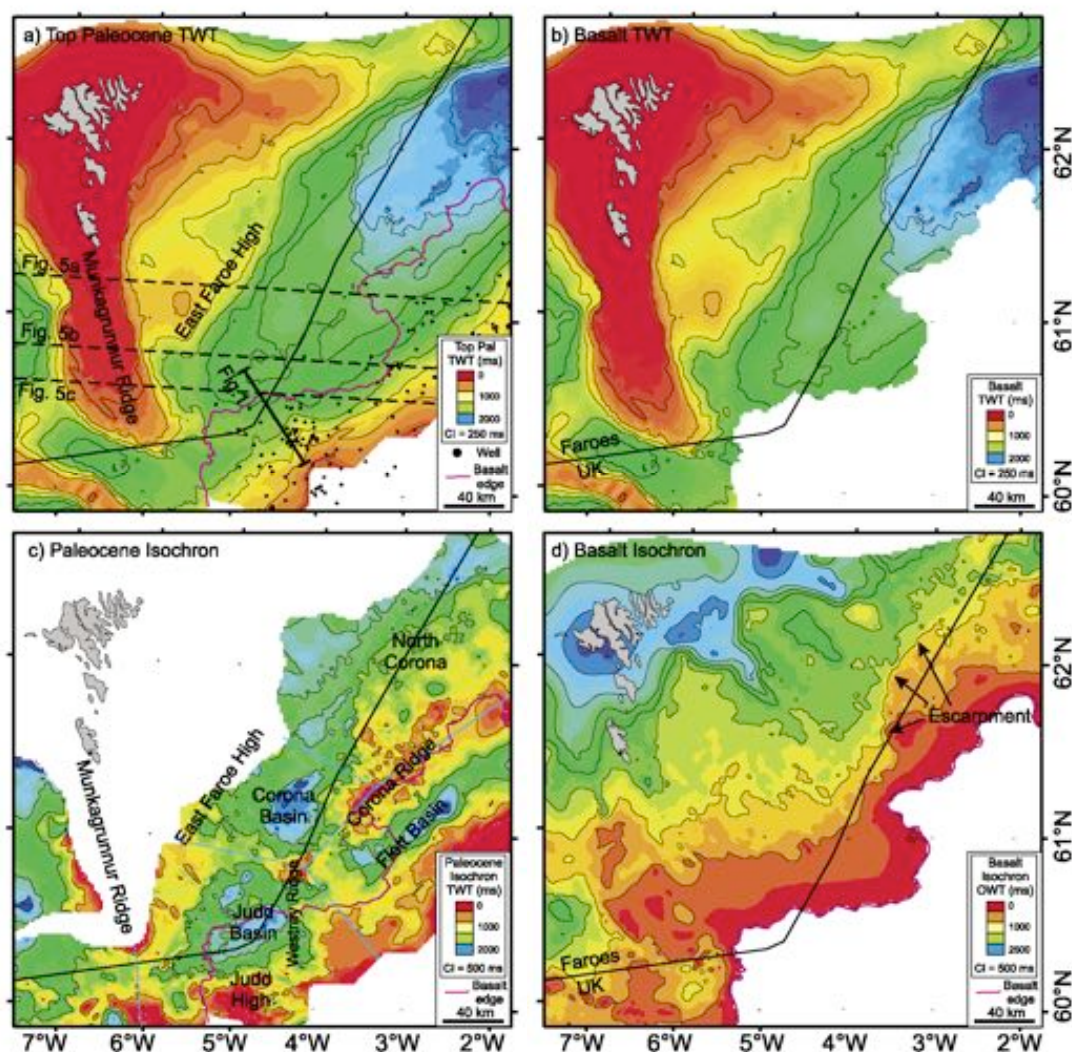 a) Top Paleocene TWT
Fig. 5a
Fig. 5b
Fig. 5c
Munkagrunnur Ridge
East Faroe High
Top Pal
TWT (ms)
0
1000
2000
CI = 250 ms
Well
Basalt
edge
40 km
b) Basalt TWT
Faroes
UK
Basalt
TWT (ms)
0
1000
2000
CI = 250 ms
40 km
62°N
61°N
60°N
c) Paleocene Isochron
North
Corona
Munkagrunnur Ridge
East Faroe High
Corona
Basin
Corona Ridge
Flett Basin
Westray Ridge
Judd
Basin
Judd
High
Paleocene
Isochron
TWT (ms)
0
1000
2000
CI = 500 ms
Basalt
edge
40 km
d) Basalt Isochron
Escarpment
Faroes
UK
Basalt
Isochron
OWT (ms)
0
1000
2500
CI = 500 ms
Basalt
edge
40 km
62°N
61°N
60°N
7°W 6°W 5°W 4°W 3°W 2°W
7°W 6°W 5°W 4°W 3°W 2°W